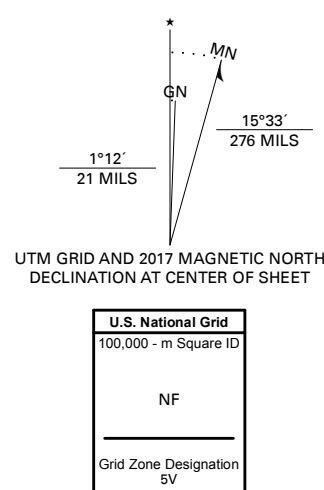 ★
MN
GN
15°33´
276 MILS
1°12´
21 MILS
UTM GRID AND 2017 MAGNETIC NORTH
DECLINATION AT CENTER OF SHEET
U.S. National Grid
100,000 - m Square ID
NF
Grid Zone Designation
5V